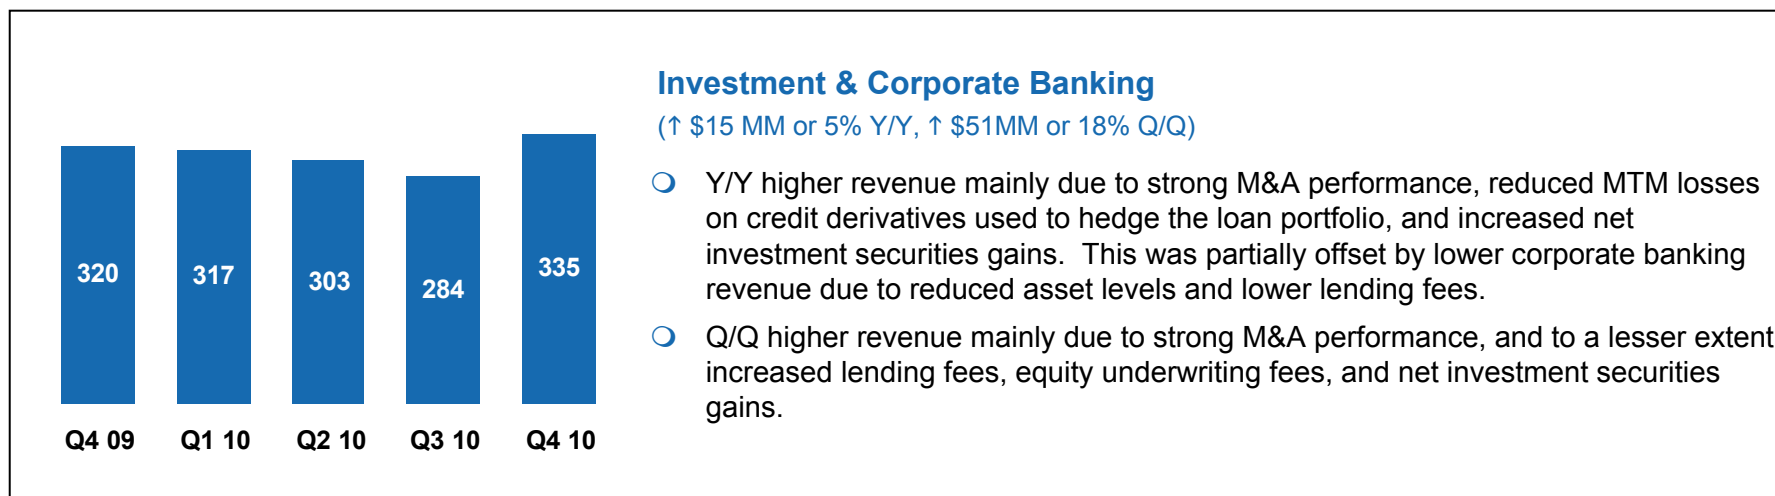 Investment & Corporate Banking
(↑ $15 MM or 5% Y/Y, ↑ $51MM or 18% Q/Q)
Y/Y higher revenue mainly due to strong M&A performance, reduced MTM losses
on credit derivatives used to hedge the loan portfolio, and increased net
investment securities gains.  This was partially offset by lower corporate banking
revenue due to reduced asset levels and lower lending fees.
Q/Q higher revenue mainly due to strong M&A performance, and to a lesser extent
increased lending fees, equity underwriting fees, and net investment securities
gains.
320 317 303 284 335
Q4 09 Q1 10 Q2 10 Q3 10 Q4 10